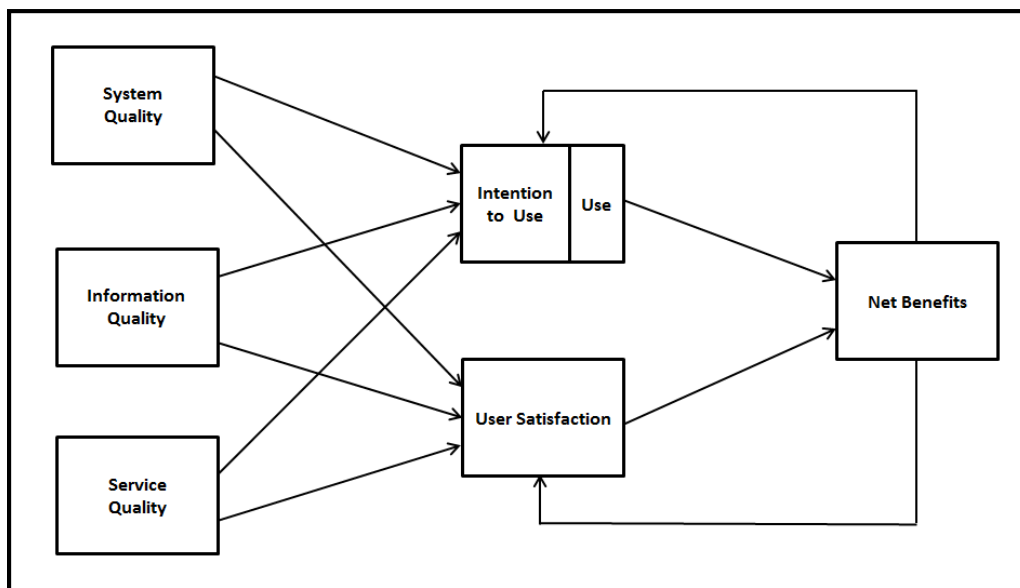 System
Quality
Intention
to Use
Use
Information
Quality
Net Benefits
User Satisfaction
Service
Quality